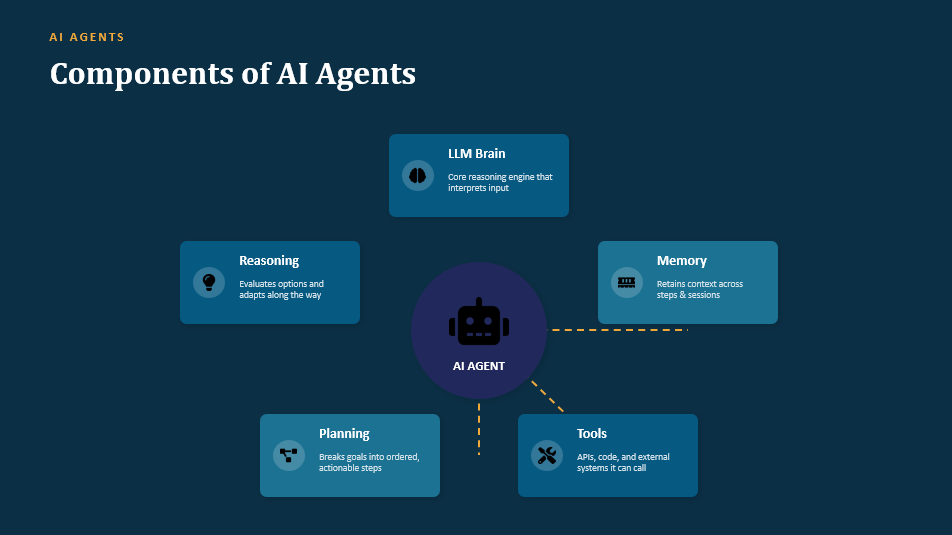 AI AGENTS
Components of AI Agents
LLM Brain
Core reasoning engine that
interprets input
Reasoning
Evaluates options and
adapts along the way
Memory
Retains context across
steps & sessions
AI AGENT
Planning
Breaks goals into ordered,
actionable steps
Tools
APIs, code, and external
systems it can call